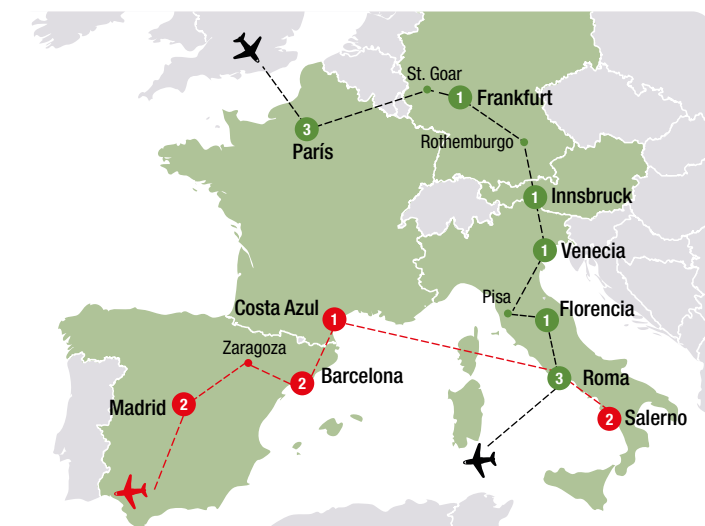 St. Goar
1 Frankfurt
3
París
Rothemburgo
1 Innsbruck
1 Venecia
Pisa
Florencia
1
Costa Azul
1
Zaragoza
2 Barcelona
3 Roma
Madrid 2
2 Salerno